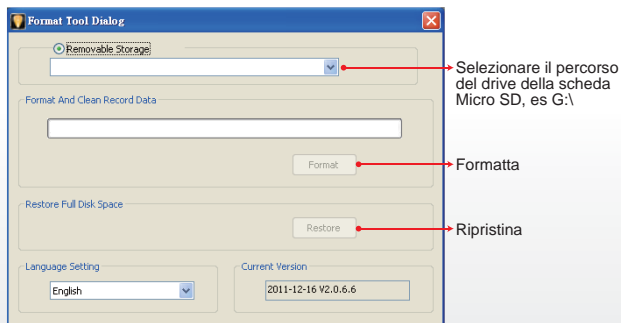 Format Tool Dialog
Removable Storage
Selezionare il percorso
del drive della scheda
Micro SD, es G:\
Format And Clean Record Data
Format
Formatta
Restore Full Disk Space
Restore
Ripristina
Language Setting
Current Version
English
2011-12-16 V2.0.6.6